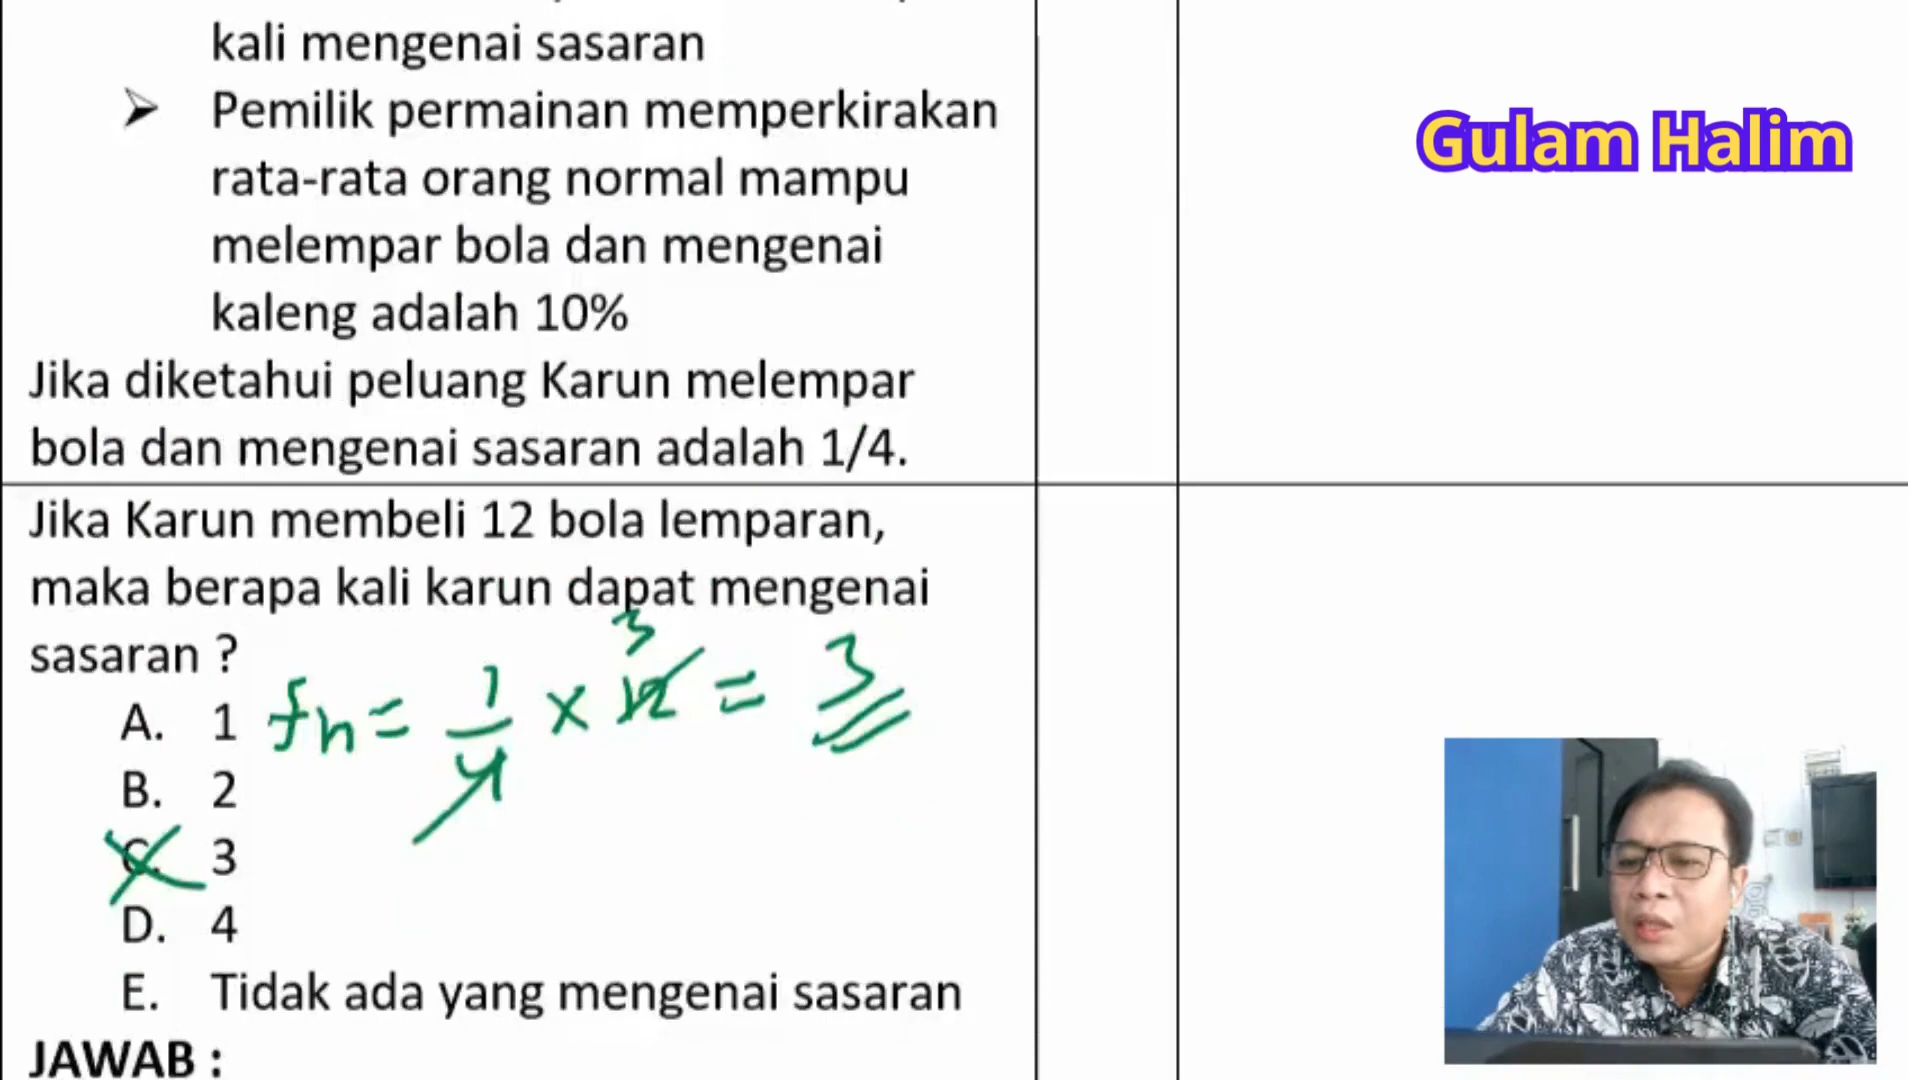 kali mengenai sasaran
➢ Pemilik permainan memperkirakan
rata-rata orang normal mampu
melempar bola dan mengenai
kaleng adalah 10%
Jika diketahui peluang Karun melempar
bola dan mengenai sasaran adalah 1/4.
Gulam Halim
Jika Karun membeli 12 bola lemparan,
maka berapa kali karun dapat mengenai
sasaran ?
fh = 1/4 × 12 = 3
3
A. 1
B. 2
C. 3
D. 4
E. Tidak ada yang mengenai sasaran
JAWAB :